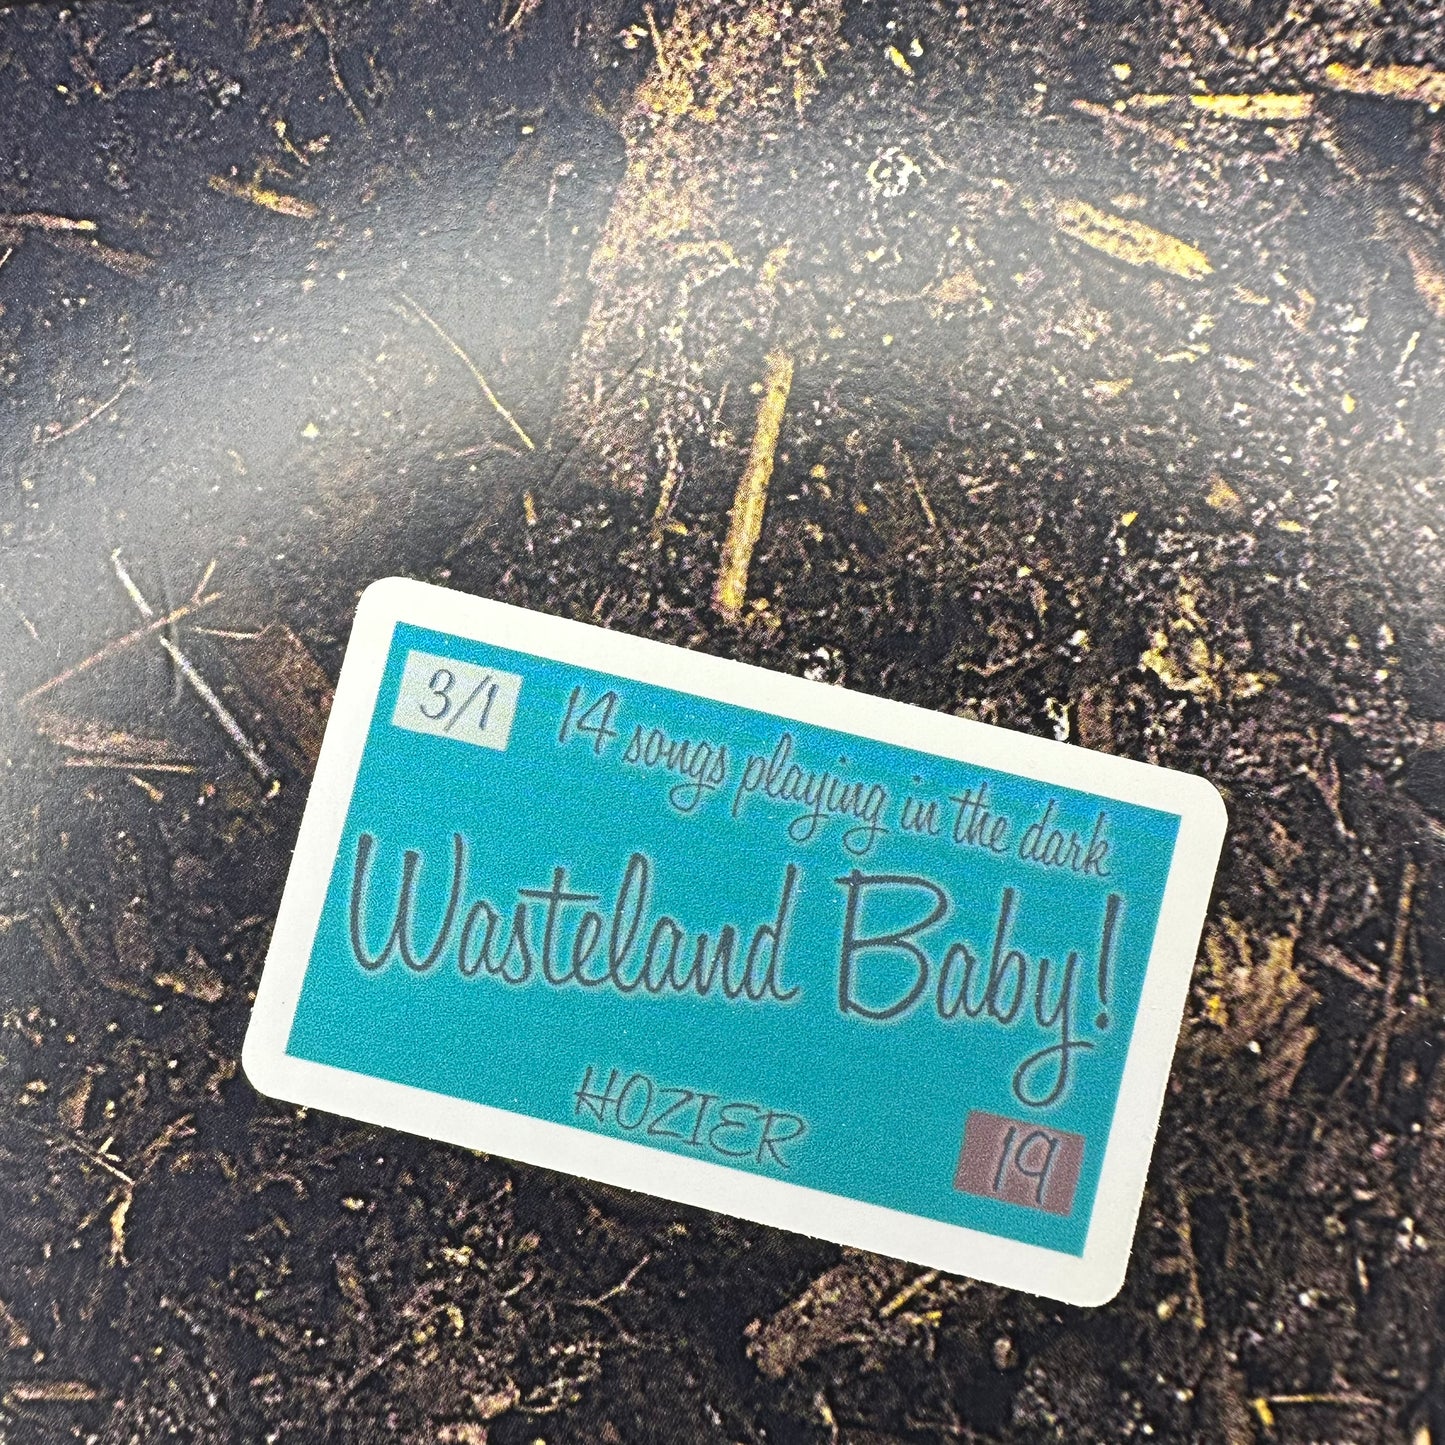 3/1
14 songs playing in the dark
Wasteland Baby!
HOZIER
19